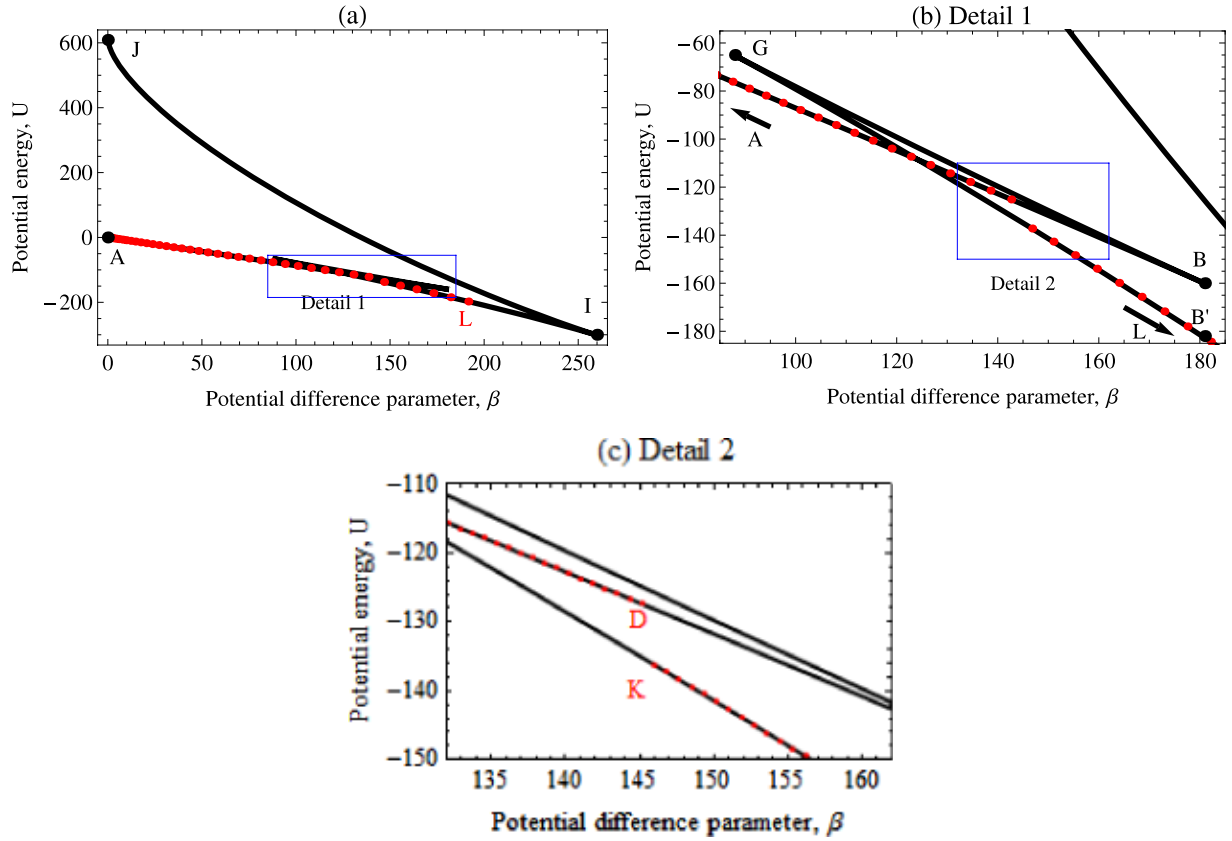 (a)
Potential energy, U
600
400
200
0
−200
J
A
Detail 1
L
I
0
50
100
150
200
250
Potential difference parameter, β
(b) Detail 1
Potential energy, U
−60
−80
−100
−120
−140
−160
−180
G
A
B
Detail 2
B'
L
100
120
140
160
180
Potential difference parameter, β
(c) Detail 2
Potential energy, U
−110
−120
−130
−140
−150
D
K
135
140
145
150
155
160
Potential difference parameter, β